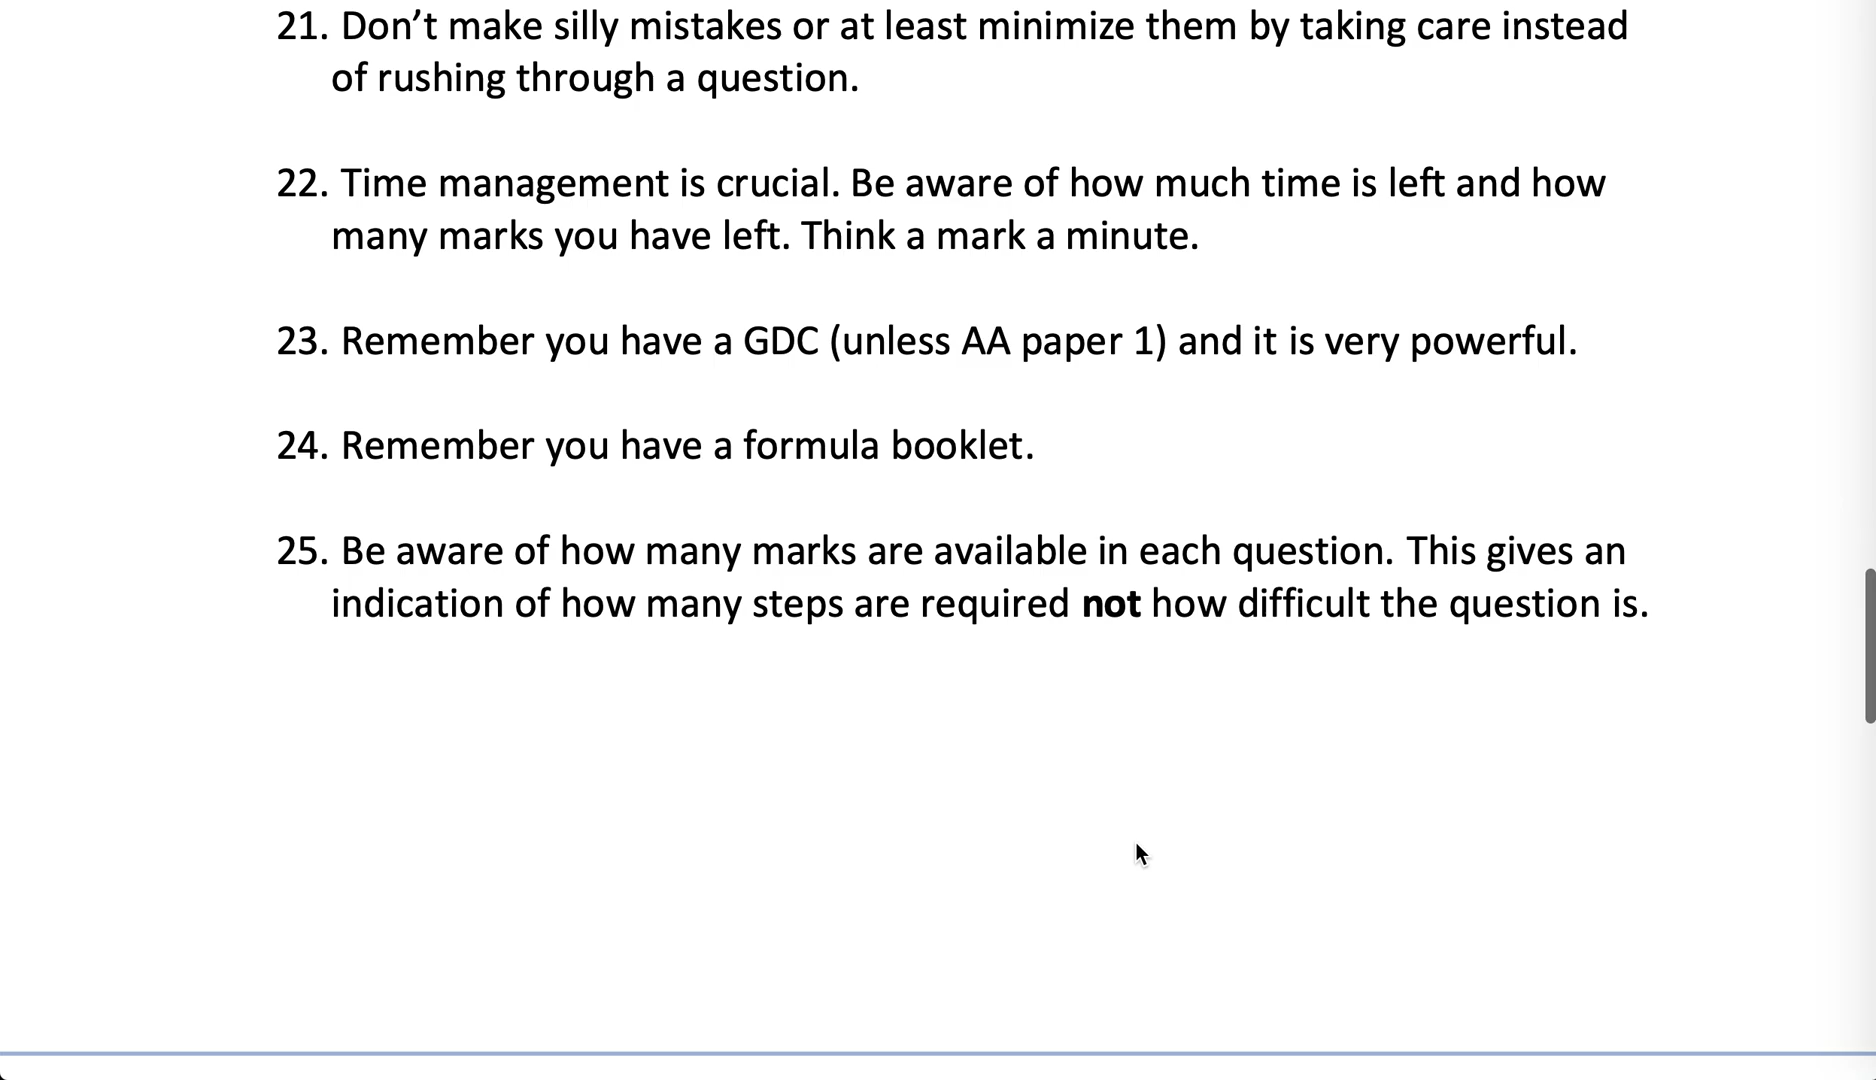 21. Don’t make silly mistakes or at least minimize them by taking care instead
of rushing through a question.
22. Time management is crucial. Be aware of how much time is left and how
many marks you have left. Think a mark a minute.
23. Remember you have a GDC (unless AA paper 1) and it is very powerful.
24. Remember you have a formula booklet.
25. Be aware of how many marks are available in each question. This gives an
indication of how many steps are required not how difficult the question is.